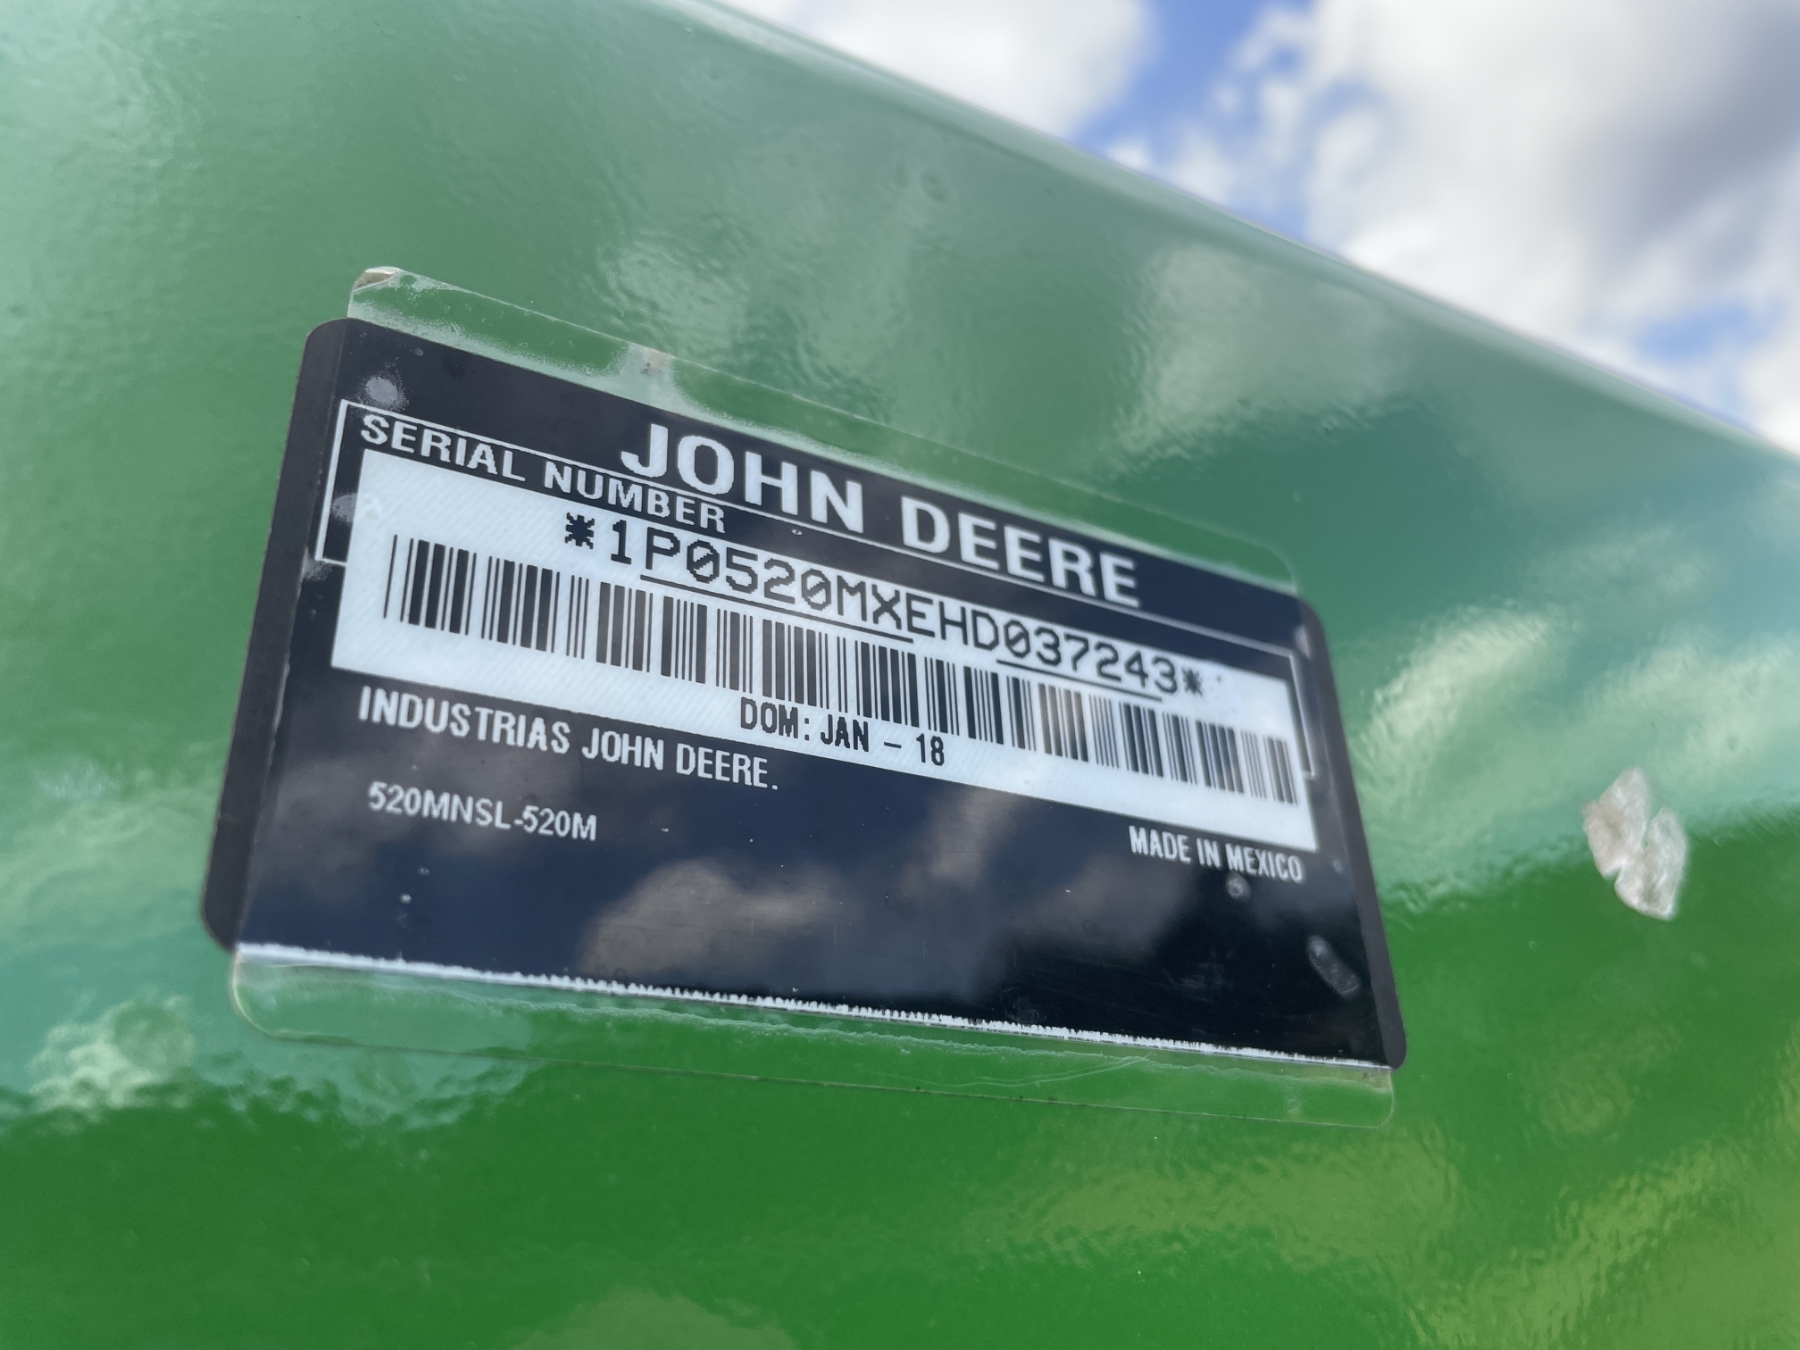 JOHN DEERE
SERIAL NUMBER
*1P0520MXEHD037243*
DOM: JAN - 18
INDUSTRIAS JOHN DEERE.
520MNSL-520M
MADE IN MEXICO